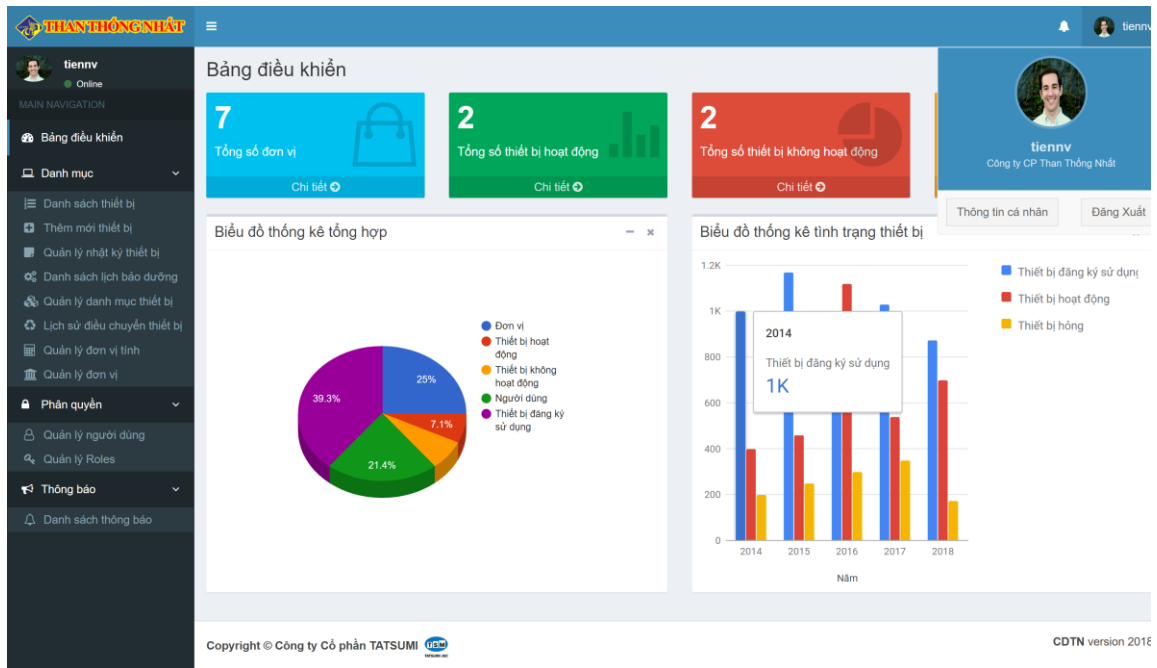 THAN THỐNG NHẤT
tiennv
tiennv
Online
MAIN NAVIGATION
Bảng điều khiển
Danh mục
Danh sách thiết bị
Thêm mới thiết bị
Quản lý nhật ký thiết bị
Danh sách lịch bảo dưỡng
Quản lý danh mục thiết bị
Lịch sử điều chuyển thiết bị
Quản lý đơn vị tính
Quản lý đơn vị
Phân quyền
Quản lý người dùng
Quản lý Roles
Thông báo
Danh sách thông báo
Bảng điều khiển
7
Tổng số đơn vị
Chi tiết
2
Tổng số thiết bị hoạt động
Chi tiết
2
Tổng số thiết bị không hoạt động
Chi tiết
tiennv
Công ty CP Than Thống Nhất
Thông tin cá nhân
Đăng Xuất
Biểu đồ thống kê tổng hợp
25%
7.1%
21.4%
39.3%
Đơn vị
Thiết bị hoạt
động
Thiết bị không
hoạt động
Người dùng
Thiết bị đăng ký
sử dụng
Biểu đồ thống kê tình trạng thiết bị
1.2K
1K
800
600
400
200
0
2014
Thiết bị đăng ký sử dụng
1K
2014
2015
2016
2017
2018
Năm
Thiết bị đăng ký sử dụng
Thiết bị hoạt động
Thiết bị hỏng
Copyright © Công ty Cổ phần TATSUMI
CDTN version 2018